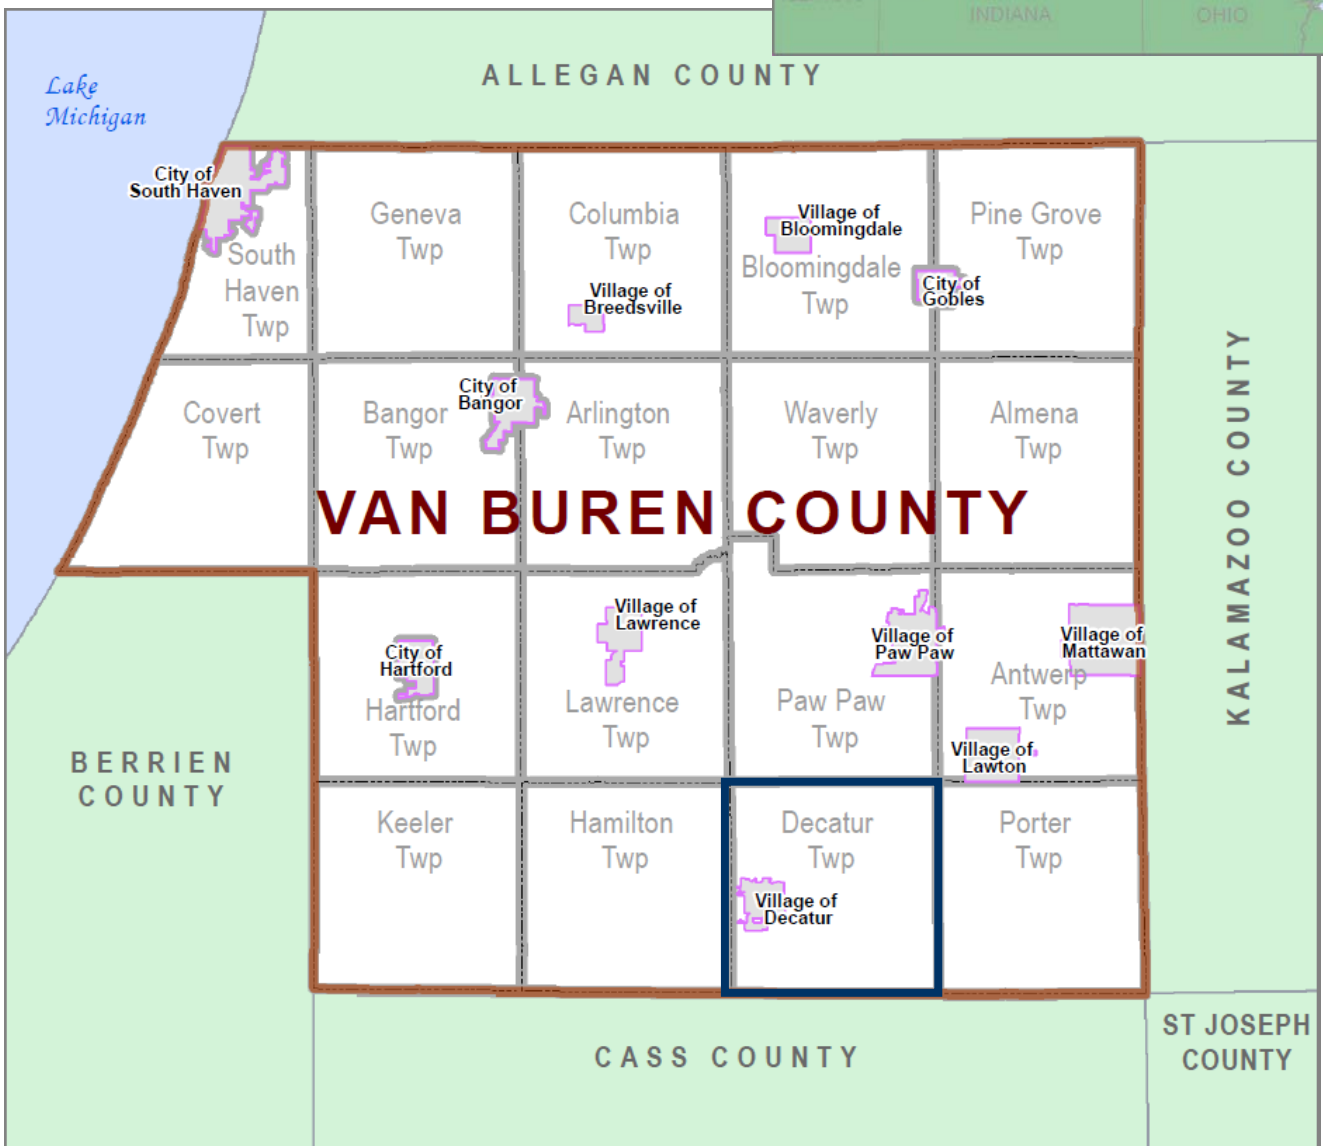 INDIANA
OHIO
ALLEGAN COUNTY
Lake
Michigan
City of
South Haven
South
Haven
Twp
Geneva
Twp
Columbia
Twp
Village of
Breedsville
Village of
Bloomingdale
Bloomingdale
Twp
Pine Grove
Twp
City of
Gobles
Covert
Twp
Bangor
Twp
City of
Bangor
Arlington
Twp
Waverly
Twp
Almena
Twp
VAN BUREN COUNTY
KALAMAZOO COUNTY
City of
Hartford
Hartford
Twp
Village of
Lawrence
Lawrence
Twp
Village of
Paw Paw
Paw Paw
Twp
Village of
Mattawan
Antwerp
Twp
Village of
Lawton
BERRIEN
COUNTY
Keeler
Twp
Hamilton
Twp
Decatur
Twp
Village of
Decatur
Porter
Twp
CASS COUNTY
ST JOSEPH
COUNTY